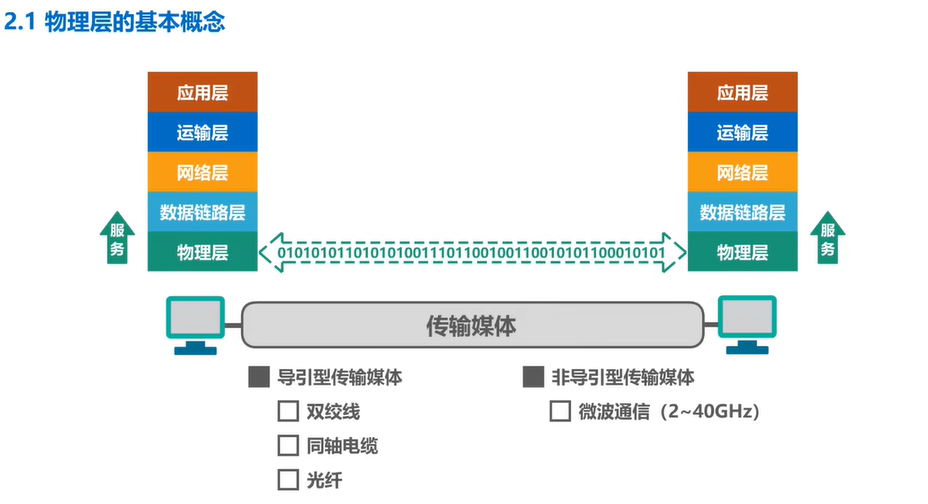 2.1 物理层的基本概念
应用层
应用层
运输层
运输层
网络层
网络层
数据链路层
数据链路层
服务
服务
物理层
0101010110101010011101100100110010101100010101
物理层
传输媒体
导引型传输媒体
非导引型传输媒体
双绞线
微波通信（2~40GHz）
同轴电缆
光纤